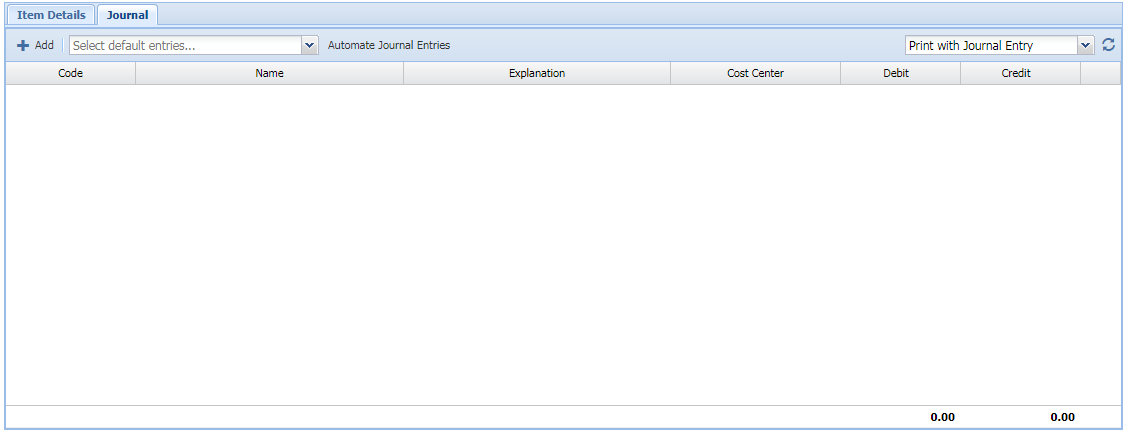 Item Details Journal
Add Select default entries... Automate Journal Entries Print with Journal Entry
Code Name Explanation Cost Center Debit Credit
0.00 0.00